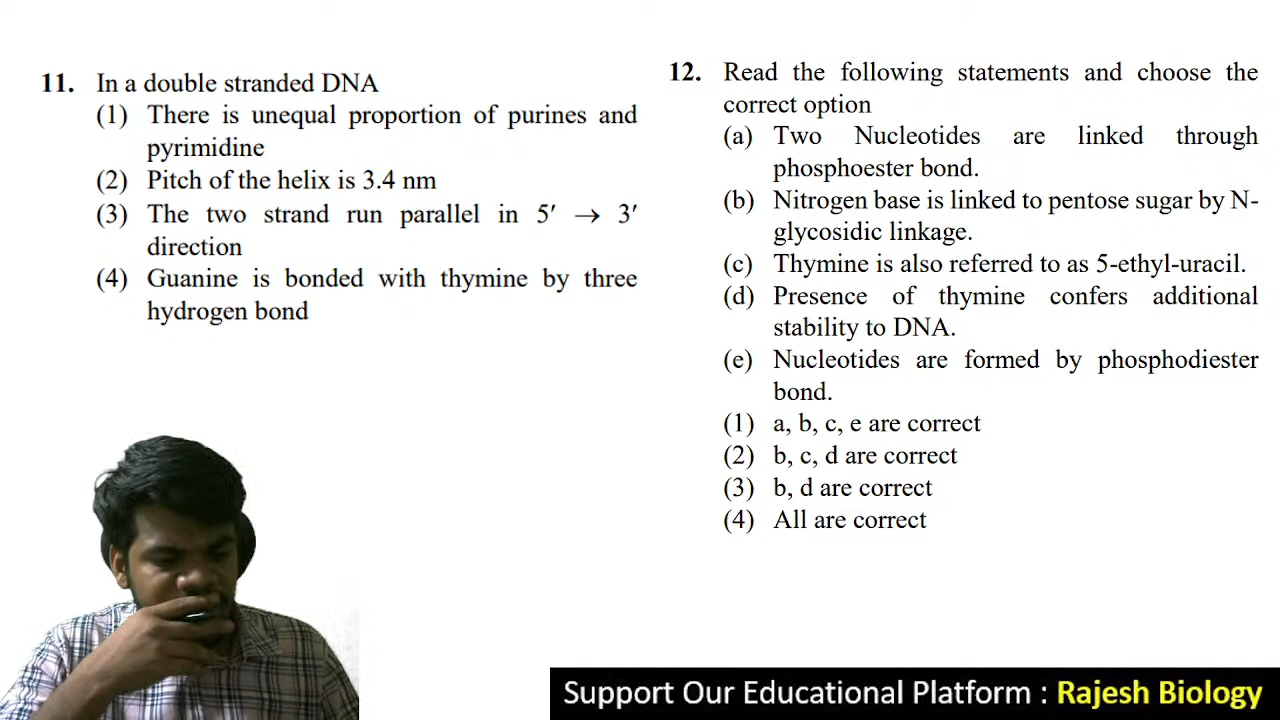 11. In a double stranded DNA
(1) There is unequal proportion of purines and
pyrimidine
(2) Pitch of the helix is 3.4 nm
(3) The two strand run parallel in 5′ → 3′
direction
(4) Guanine is bonded with thymine by three
hydrogen bond
12. Read the following statements and choose the
correct option
(a) Two Nucleotides are linked through
phosphoester bond.
(b) Nitrogen base is linked to pentose sugar by N-
glycosidic linkage.
(c) Thymine is also referred to as 5-ethyl-uracil.
(d) Presence of thymine confers additional
stability to DNA.
(e) Nucleotides are formed by phosphodiester
bond.
(1) a, b, c, e are correct
(2) b, c, d are correct
(3) b, d are correct
(4) All are correct
Support Our Educational Platform : Rajesh Biology